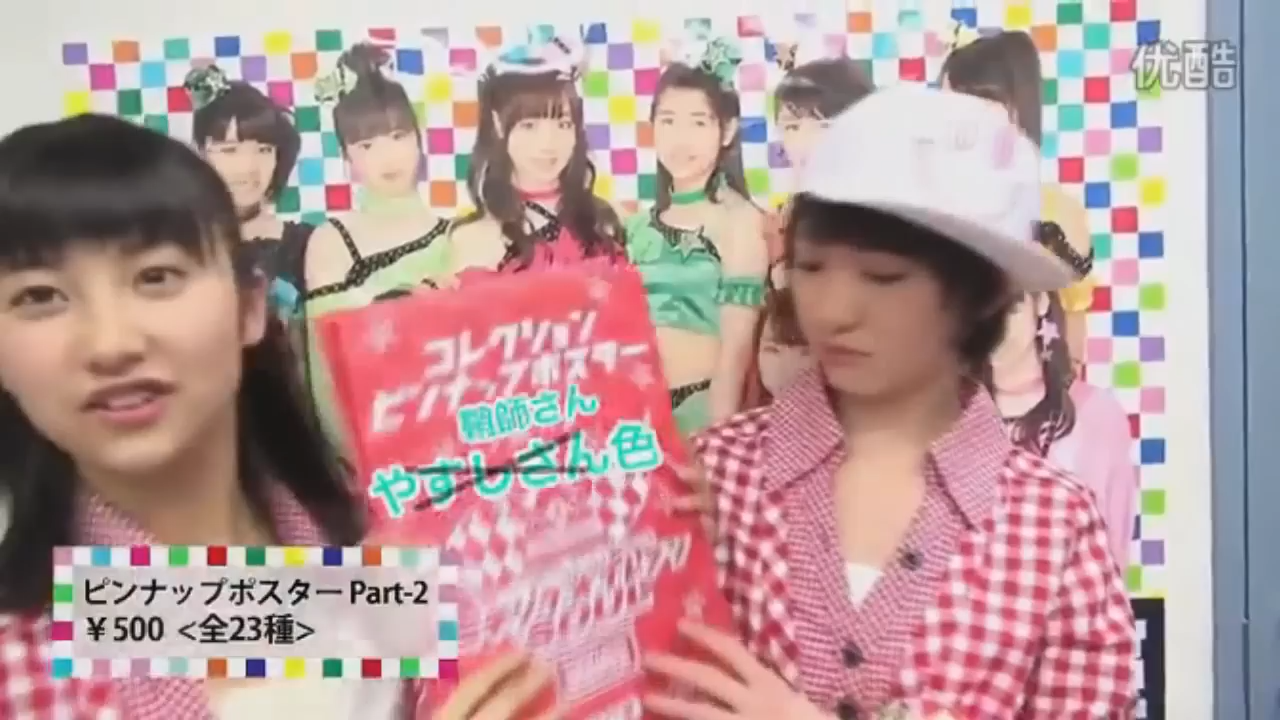 优酷
コレクション
ピンナップポスター
鞘師さん
やすしさん色
ピンナップポスター Part-2
￥500 <全23種>